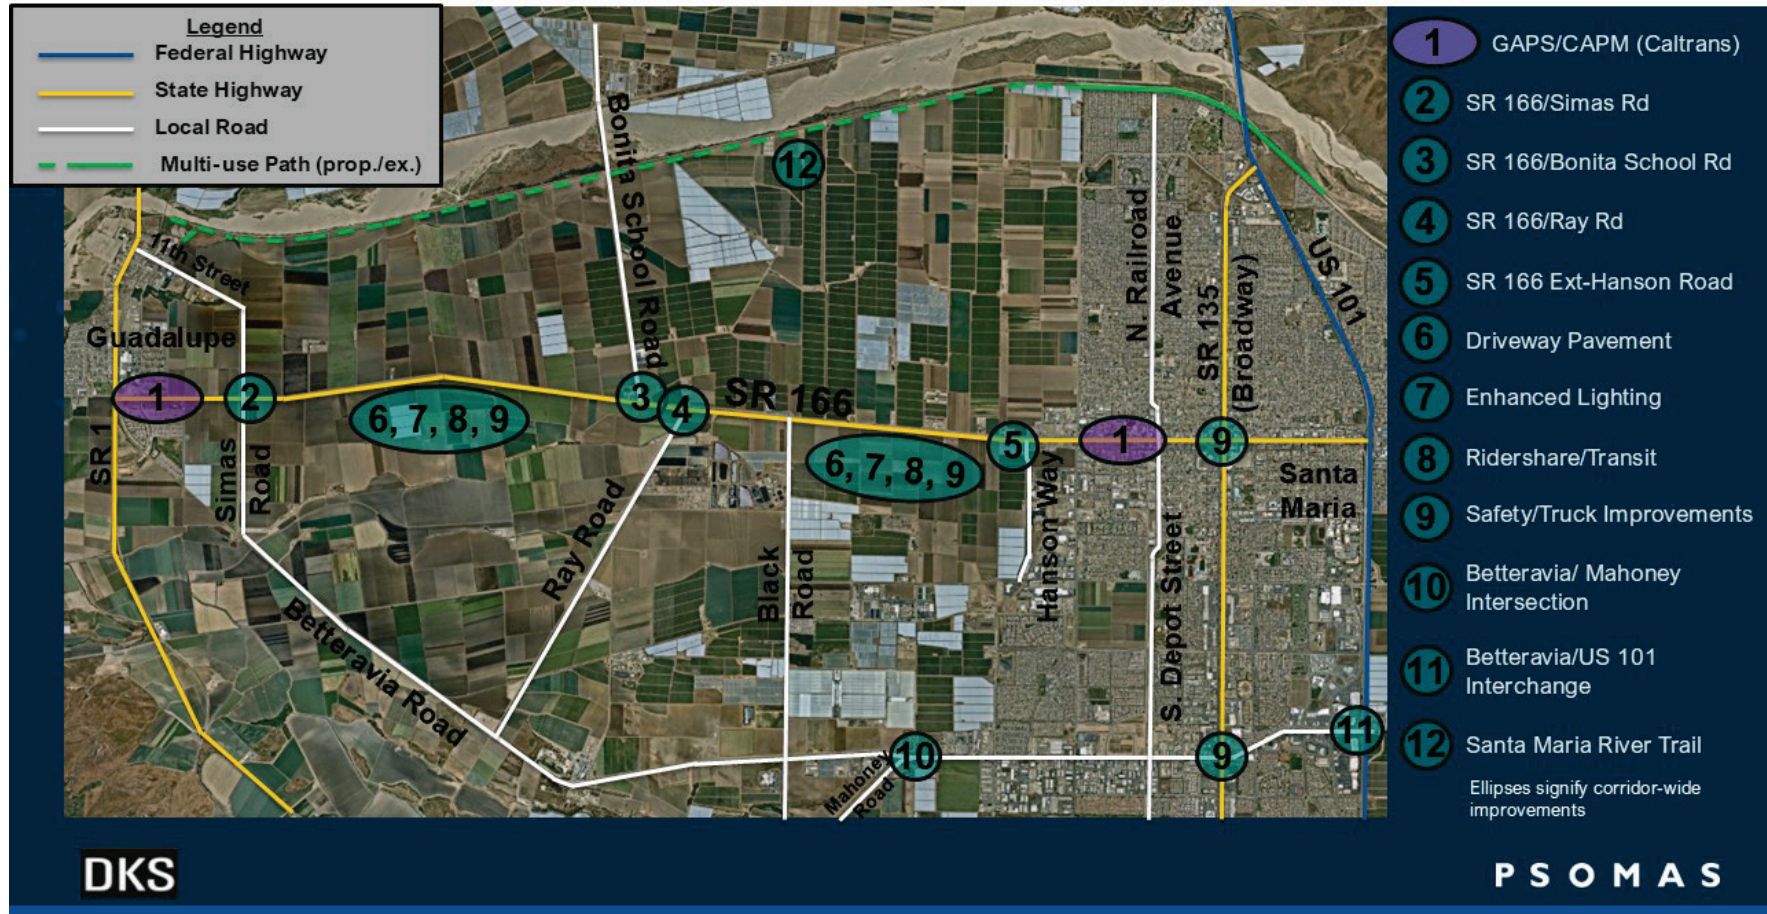 Legend
Federal Highway
State Highway
Local Road
Multi-use Path (prop./ex.)
1 GAPS/CAPM (Caltrans)
2 SR 166/Simas Rd
3 SR 166/Bonita School Rd
4 SR 166/Ray Rd
5 SR 166 Ext-Hanson Road
6 Driveway Pavement
7 Enhanced Lighting
8 Ridershare/Transit
9 Safety/Truck Improvements
10 Betteravia/ Mahoney
Intersection
11 Betteravia/US 101
Interchange
12 Santa Maria River Trail
Ellipses signify corridor-wide
improvements
Bonita School Road
12
N. Railroad
Avenue
SR 135
(Broadway)
US 101
11th Street
Guadalupe
1
2
6, 7, 8, 9
3
4
SR 166
6, 7, 8, 9
5
1
9
Santa
Maria
SR 1
Simas
Road
Ray Road
Black
Road
Hanson Way
S. Depot Street
Betteravia Road
Mahoney
Road
10
9
11
DKS
PSOMAS